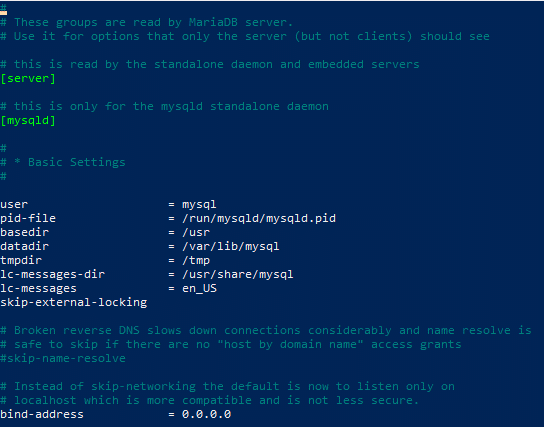 #
# These groups are read by MariaDB server.
# Use it for options that only the server (but not clients) should see
# this is read by the standalone daemon and embedded servers
[server]
# this is only for the mysqld standalone daemon
[mysqld]
#
# * Basic Settings
#
user = mysql
pid-file = /run/mysqld/mysqld.pid
basedir = /usr
datadir = /var/lib/mysql
tmpdir = /tmp
lc-messages-dir = /usr/share/mysql
lc-messages = en_US
skip-external-locking
# Broken reverse DNS slows down connections considerably and name resolve is
# safe to skip if there are no "host by domain name" access grants
#skip-name-resolve
# Instead of skip-networking the default is now to listen only on
# localhost which is more compatible and is not less secure.
bind-address = 0.0.0.0